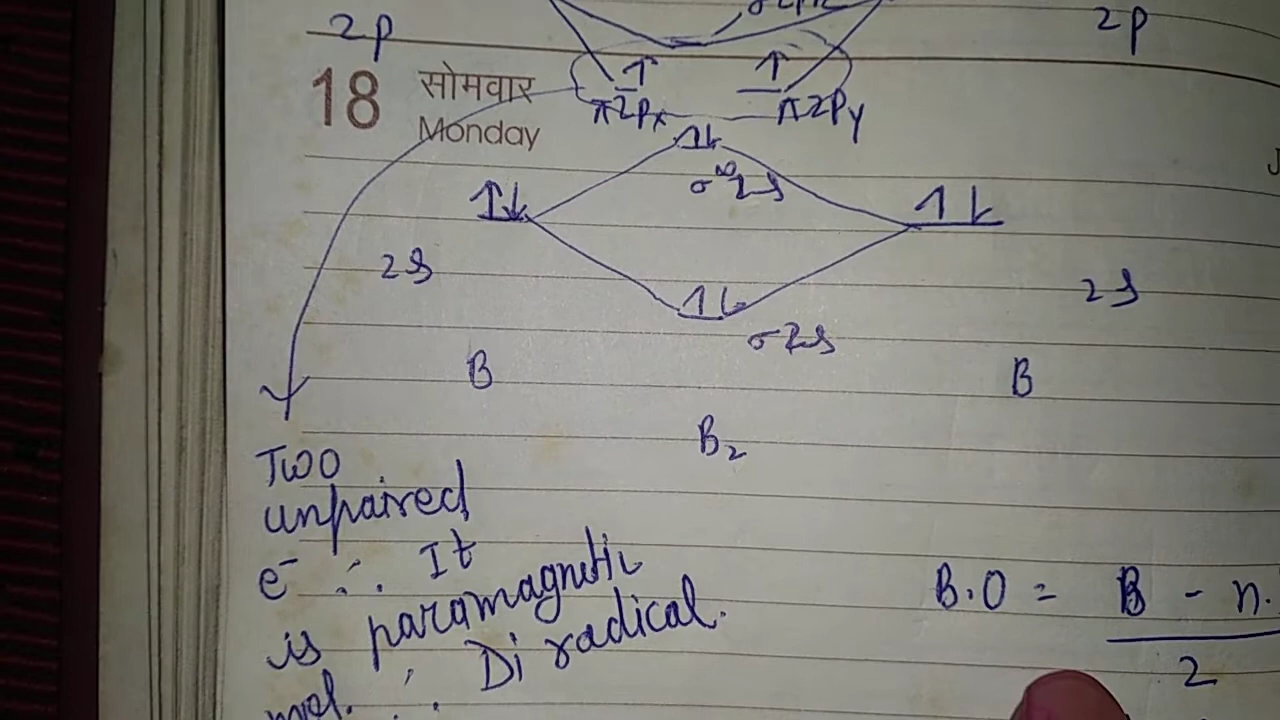 2p 2p
18 सोमवार
Monday
↑ ↑
π2Px π2Py
↑↓
σ*2s
↑↓ ↑↓
2s 2s
↑↓
σ2s
B B
B₂
Two
unpaired
e⁻ ∴ It
is paramagnetic
mol. ∴ Di radical.
B.O = B - n.
2